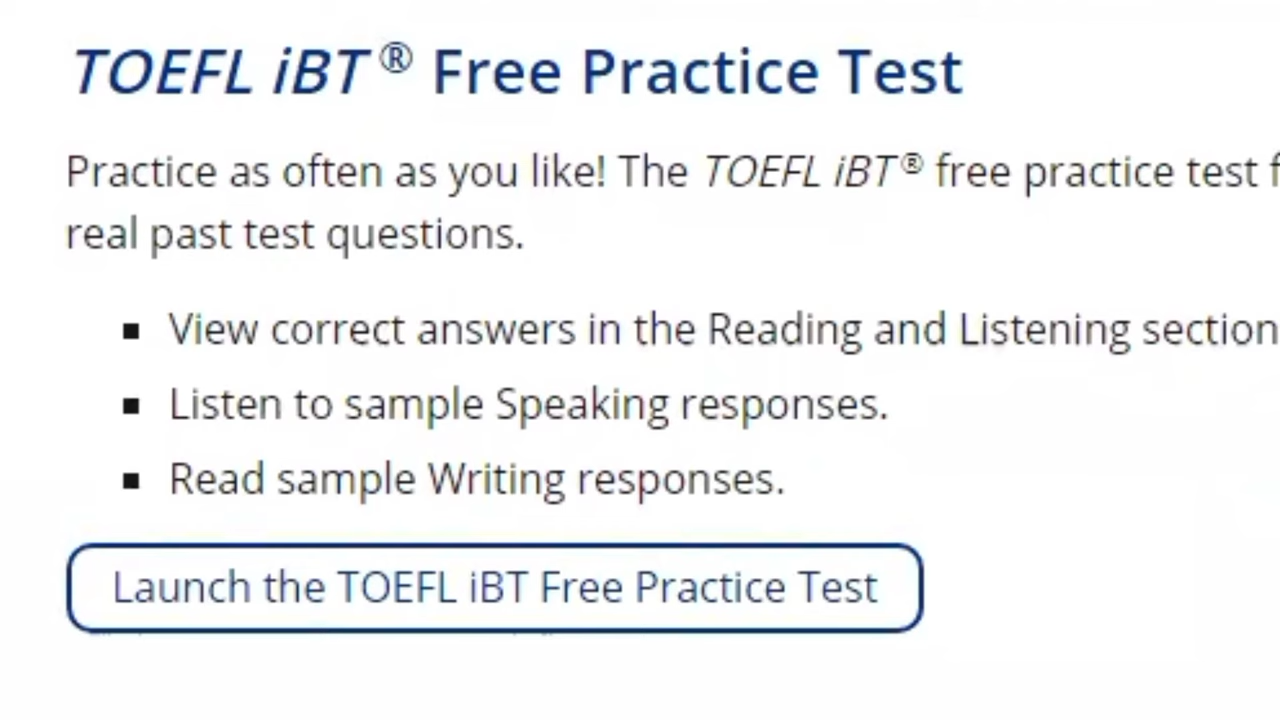 TOEFL iBT® Free Practice Test
Practice as often as you like! The TOEFL iBT® free practice test
real past test questions.
▪ View correct answers in the Reading and Listening section
▪ Listen to sample Speaking responses.
▪ Read sample Writing responses.
Launch the TOEFL iBT Free Practice Test